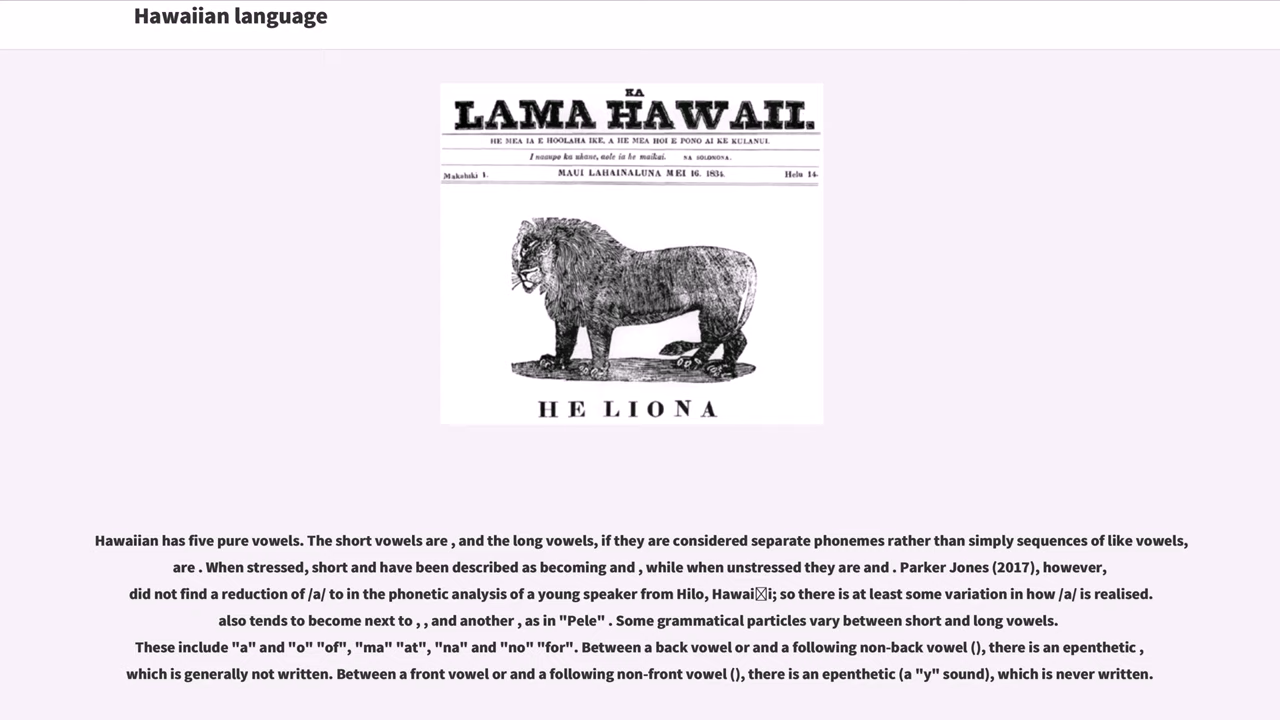 Hawaiian language
KA
LAMA HAWAII.
HE MEA IA E HOOLAHA IKE, A HE MEA HOI E PONO AI KE KULANUI.
I naaupo ka uhane, aole ia he maikai. NA SOLOMONA.
Makahiki 1. MAUI LAHAINALUNA MEI 16. 1834. Helu 14.
HE LIONA
Hawaiian has five pure vowels. The short vowels are , and the long vowels, if they are considered separate phonemes rather than simply sequences of like vowels,
are . When stressed, short and have been described as becoming and , while when unstressed they are and . Parker Jones (2017), however,
did not find a reduction of /a/ to in the phonetic analysis of a young speaker from Hilo, Hawai□i; so there is at least some variation in how /a/ is realised.
also tends to become next to , , and another , as in "Pele" . Some grammatical particles vary between short and long vowels.
These include "a" and "o" "of", "ma" "at", "na" and "no" "for". Between a back vowel or and a following non-back vowel (), there is an epenthetic ,
which is generally not written. Between a front vowel or and a following non-front vowel (), there is an epenthetic (a "y" sound), which is never written.